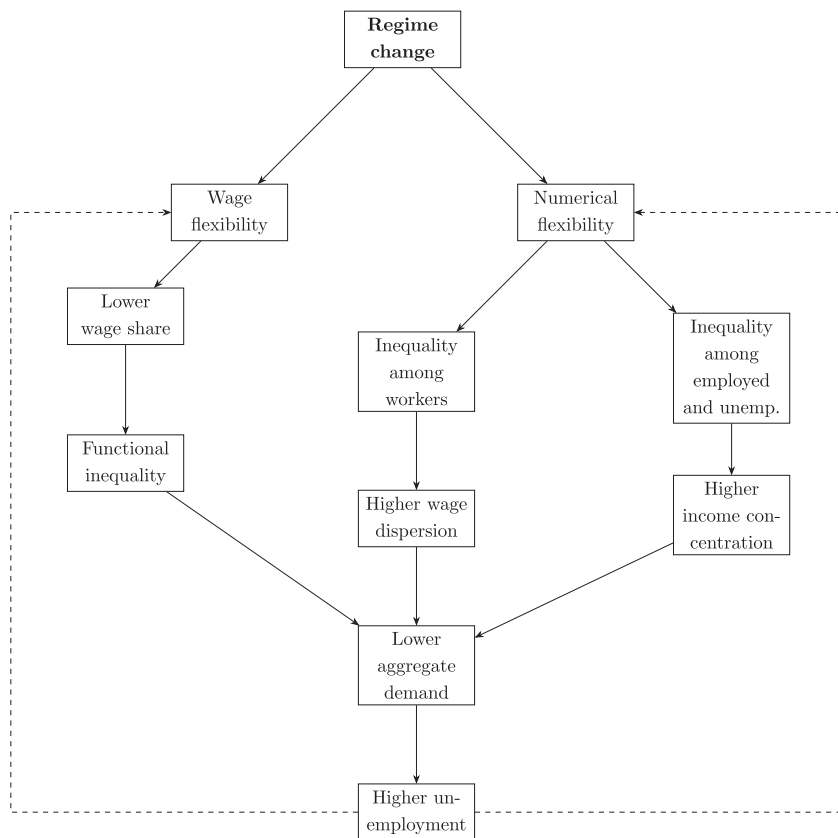 Regime
change
Wage
flexibility
Numerical
flexibility
Lower
wage share
Inequality
among
workers
Inequality
among
employed
and unemp.
Functional
inequality
Higher wage
dispersion
Higher
income con-
centration
Lower
aggregate
demand
Higher un-
employment